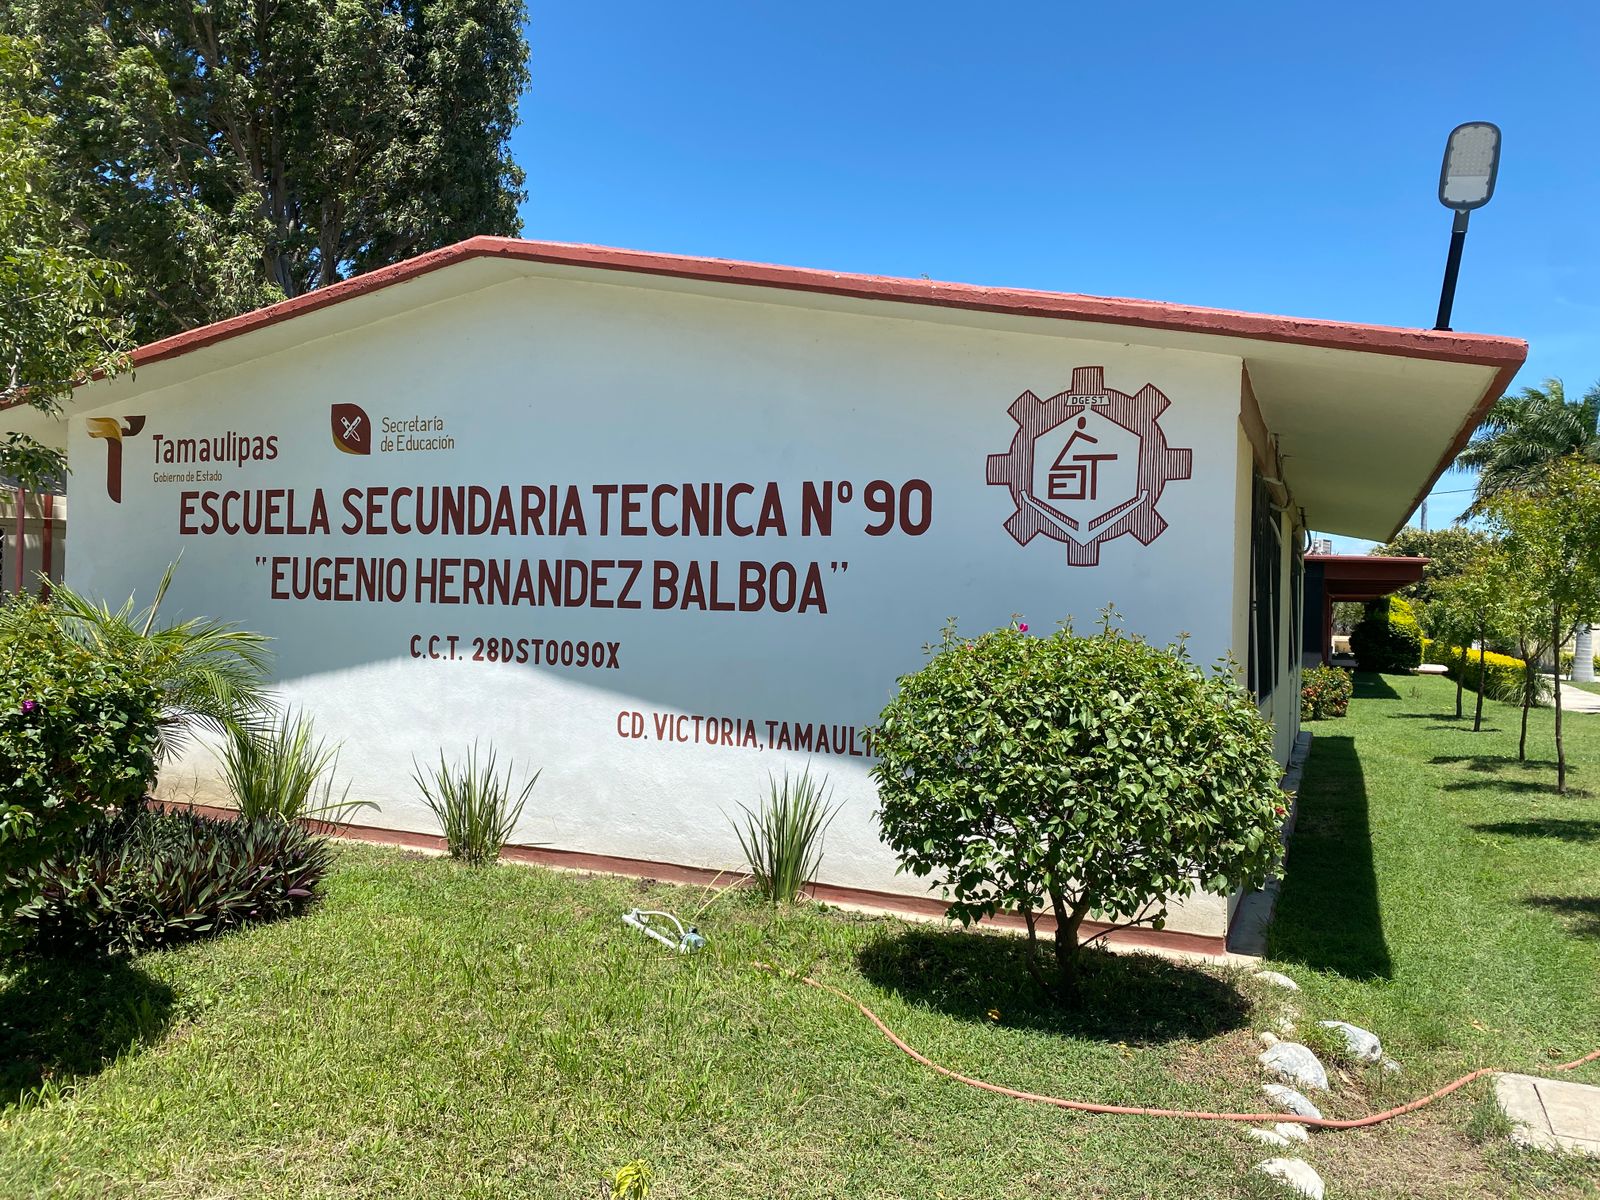 Tamaulipas
Gobierno de Estado
Secretaría
de Educación
DGEST
EST
ESCUELA SECUNDARIA TECNICA Nº 90
"EUGENIO HERNANDEZ BALBOA"
C.C.T. 28DST0090X
CD. VICTORIA, TAMAULI